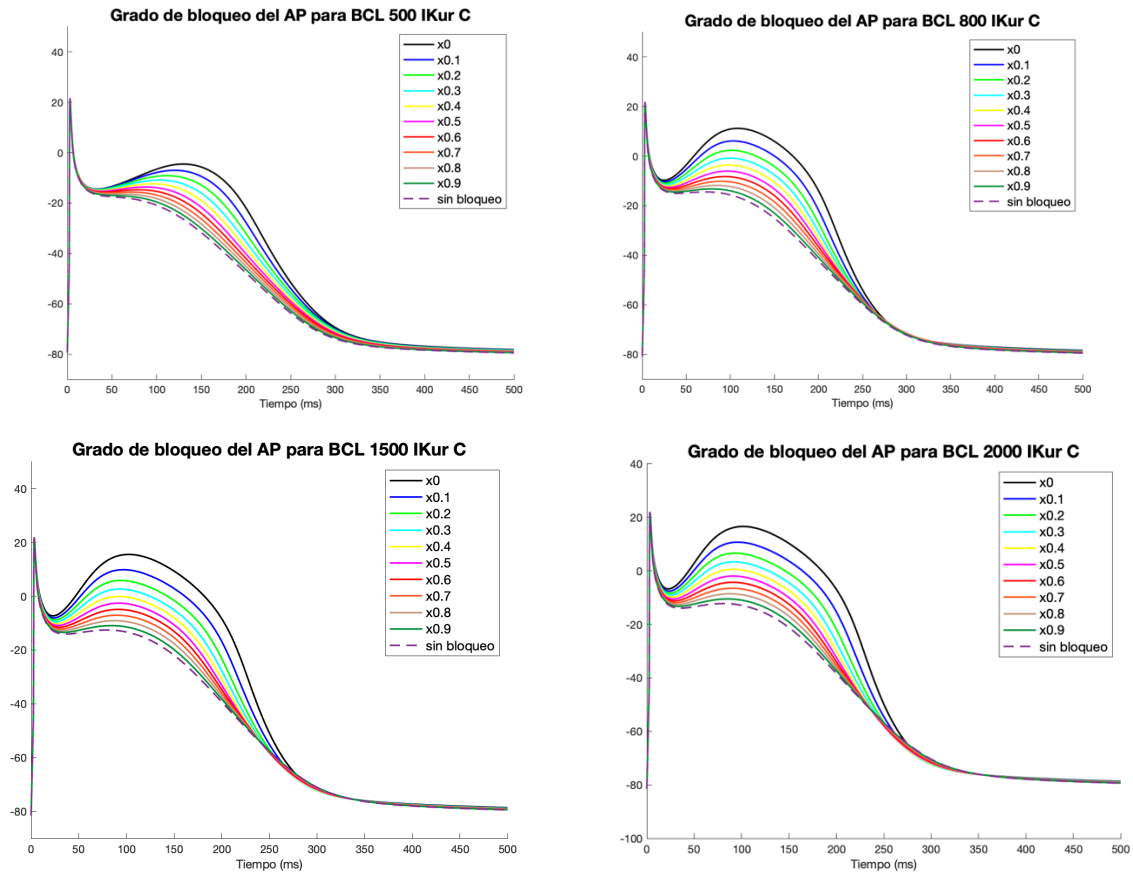 Grado de bloqueo del AP para BCL 500 IKur C
40
20
0
-20
-40
-60
-80
0 50 100 150 200 250 300 350 400 450 500
Tiempo (ms)
x0
x0.1
x0.2
x0.3
x0.4
x0.5
x0.6
x0.7
x0.8
x0.9
sin bloqueo
Grado de bloqueo del AP para BCL 800 IKur C
40
20
0
-20
-40
-60
-80
0 50 100 150 200 250 300 350 400 450 500
Tiempo (ms)
x0
x0.1
x0.2
x0.3
x0.4
x0.5
x0.6
x0.7
x0.8
x0.9
sin bloqueo
Grado de bloqueo del AP para BCL 1500 IKur C
40
20
0
-20
-40
-60
-80
0 50 100 150 200 250 300 350 400 450 500
Tiempo (ms)
x0
x0.1
x0.2
x0.3
x0.4
x0.5
x0.6
x0.7
x0.8
x0.9
sin bloqueo
Grado de bloqueo del AP para BCL 2000 IKur C
40
20
0
-20
-40
-60
-80
-100
0 50 100 150 200 250 300 350 400 450 500
Tiempo (ms)
x0
x0.1
x0.2
x0.3
x0.4
x0.5
x0.6
x0.7
x0.8
x0.9
sin bloqueo